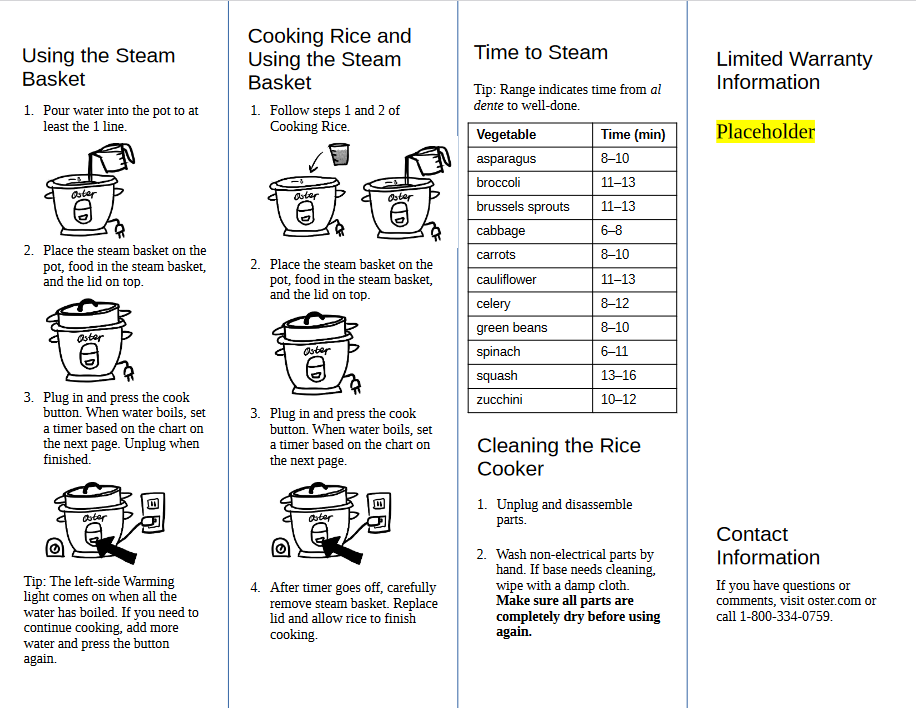 Using the Steam
Basket
1. Pour water into the pot to at
least the 1 line.
Oster
2. Place the steam basket on the
pot, food in the steam basket,
and the lid on top.
Oster
3. Plug in and press the cook
button. When water boils, set
a timer based on the chart on
the next page. Unplug when
finished.
Oster
Tip: The left-side Warming
light comes on when all the
water has boiled. If you need to
continue cooking, add more
water and press the button
again.
Cooking Rice and
Using the Steam
Basket
1. Follow steps 1 and 2 of
Cooking Rice.
Oster Oster
2. Place the steam basket on the
pot, food in the steam basket,
and the lid on top.
Oster
3. Plug in and press the cook
button. When water boils, set
a timer based on the chart on
the next page.
Oster
4. After timer goes off, carefully
remove steam basket. Replace
lid and allow rice to finish
cooking.
Time to Steam
Tip: Range indicates time from al
dente to well-done.
Vegetable Time (min)
asparagus 8–10
broccoli 11–13
brussels sprouts 11–13
cabbage 6–8
carrots 8–10
cauliflower 11–13
celery 8–12
green beans 8–10
spinach 6–11
squash 13–16
zucchini 10–12
Cleaning the Rice
Cooker
1. Unplug and disassemble
parts.
2. Wash non-electrical parts by
hand. If base needs cleaning,
wipe with a damp cloth.
Make sure all parts are
completely dry before using
again.
Limited Warranty
Information
Placeholder
Contact
Information
If you have questions or
comments, visit oster.com or
call 1-800-334-0759.